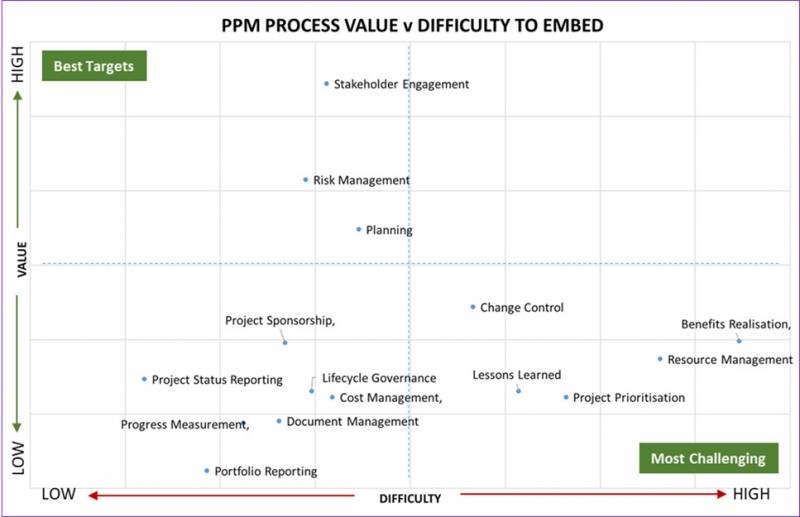 PPM PROCESS VALUE v DIFFICULTY TO EMBED
HIGH
Best Targets
Stakeholder Engagement
Risk Management
Planning
VALUE
Change Control
Project Sponsorship,
Benefits Realisation,
Resource Management
Project Status Reporting
Lifecycle Governance
Lessons Learned
Cost Management,
Project Prioritisation
Progress Measurement,
Document Management
LOW
Most Challenging
Portfolio Reporting
LOW
DIFFICULTY
HIGH